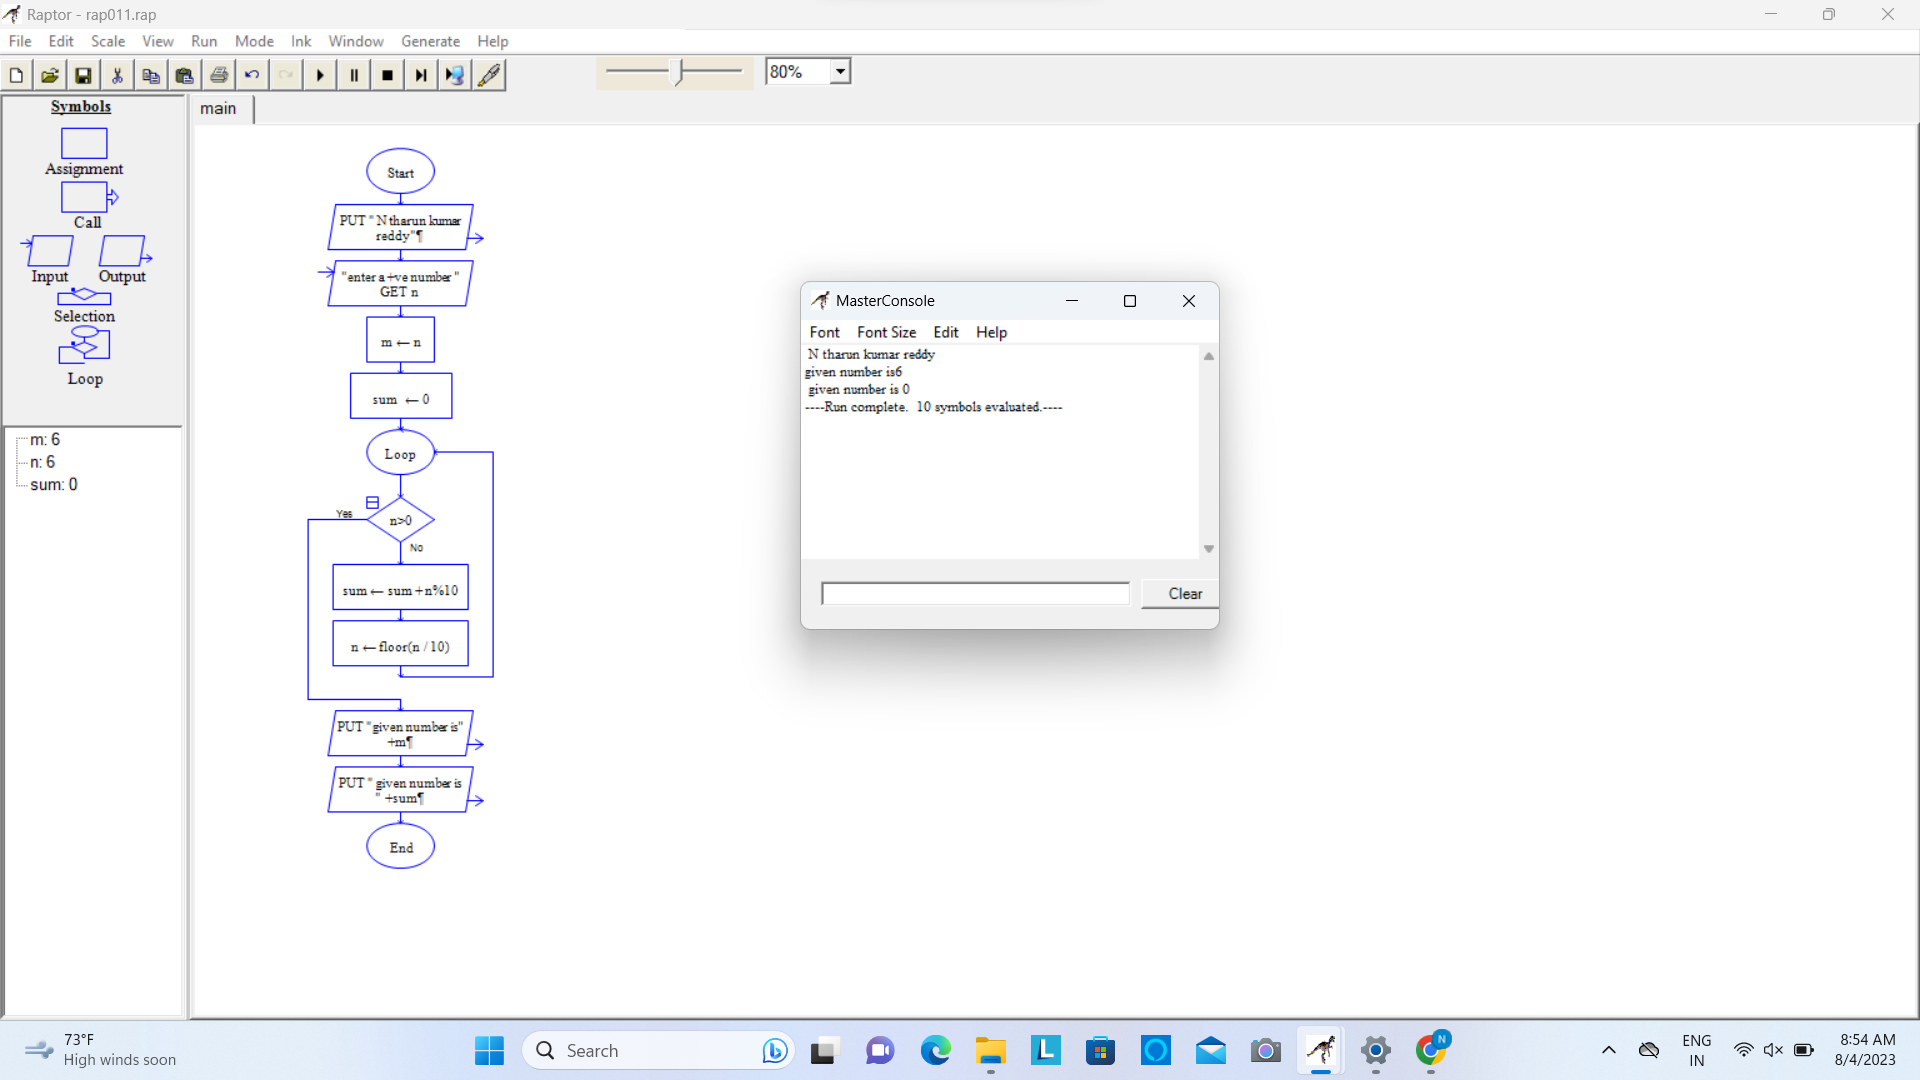 Raptor - rap011.rap
File Edit Scale View Run Mode Ink Window Generate Help
80%
Symbols
Assignment
Call
Input Output
Selection
Loop
m: 6
n: 6
sum: 0
main
Start
PUT " N tharun kumar
reddy"¶
"enter a +ve number "
GET n
m ← n
sum ← 0
Loop
Yes
n>0
No
sum ← sum +n%10
n ← floor(n / 10)
PUT "given number is"
+m¶
PUT " given number is
" +sum¶
End
MasterConsole
Font Font Size Edit Help
N tharun kumar reddy
given number is6
given number is 0
----Run complete.  10 symbols evaluated.----
Clear
73°F
High winds soon
Search
L
N
ENG
IN
8:54 AM
8/4/2023